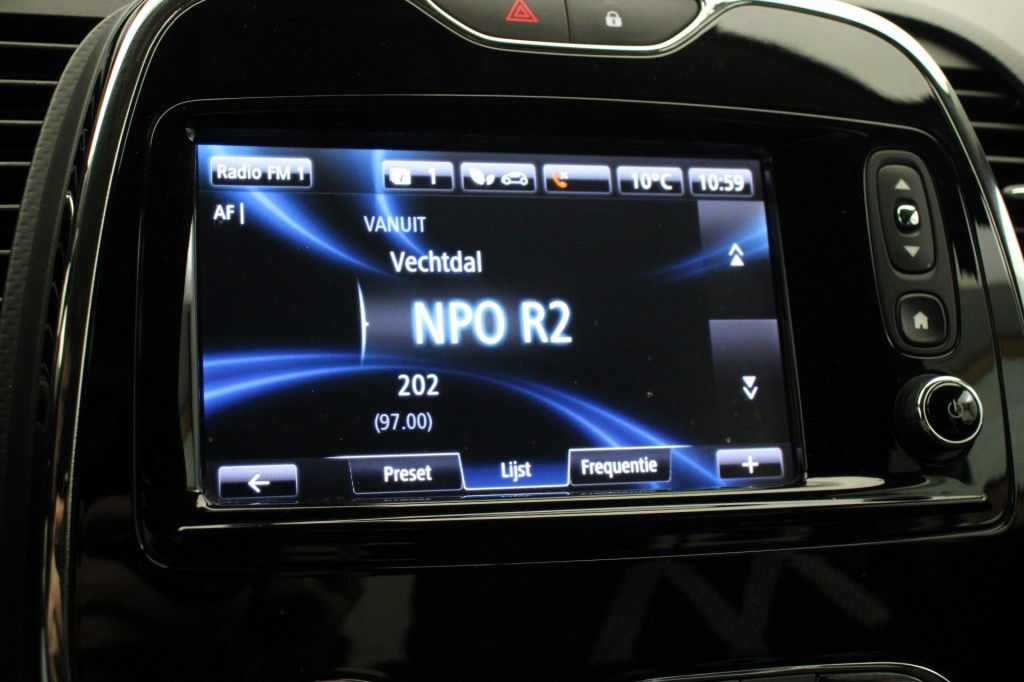 Radio FM 1 1 10°C 10:59
AF
VANUIT
Vechtdal
NPO R2
202
(97.00)
Preset Lijst Frequentie +